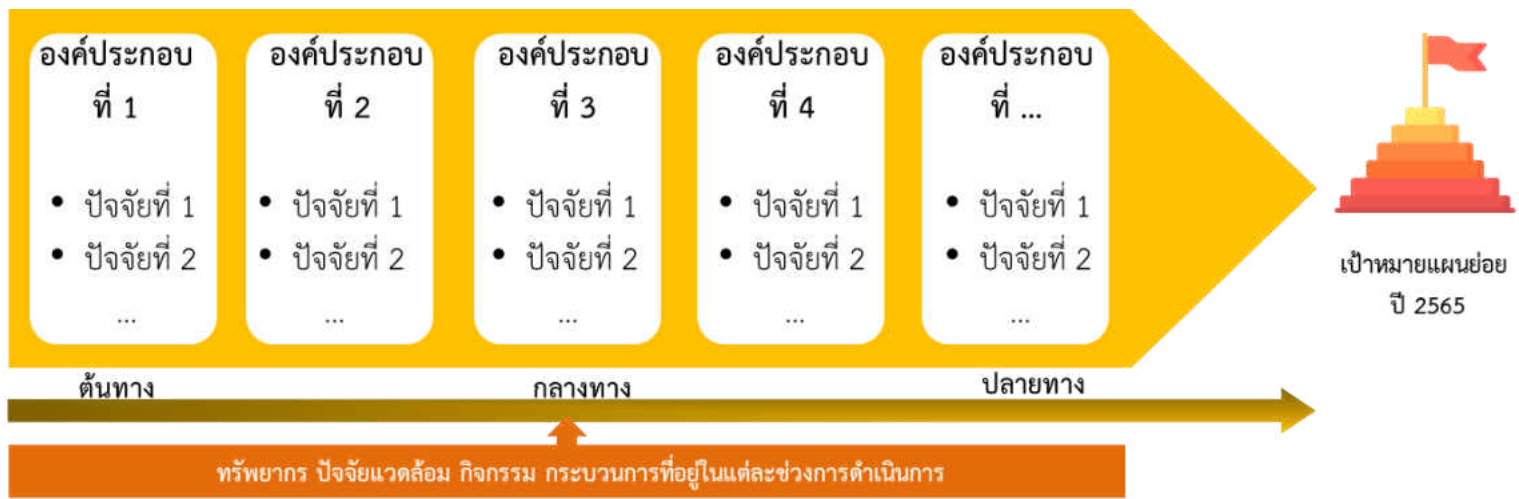 องค์ประกอบ
ที่ 1
• ปัจจัยที่ 1
• ปัจจัยที่ 2
...
องค์ประกอบ
ที่ 2
• ปัจจัยที่ 1
• ปัจจัยที่ 2
...
องค์ประกอบ
ที่ 3
• ปัจจัยที่ 1
• ปัจจัยที่ 2
...
องค์ประกอบ
ที่ 4
• ปัจจัยที่ 1
• ปัจจัยที่ 2
...
องค์ประกอบ
ที่ ...
• ปัจจัยที่ 1
• ปัจจัยที่ 2
...
เป้าหมายแผนย่อย
ปี 2565
ต้นทาง
กลางทาง
ปลายทาง
ทรัพยากร ปัจจัยแวดล้อม กิจกรรม กระบวนการที่อยู่ในแต่ละช่วงการดำเนินการ